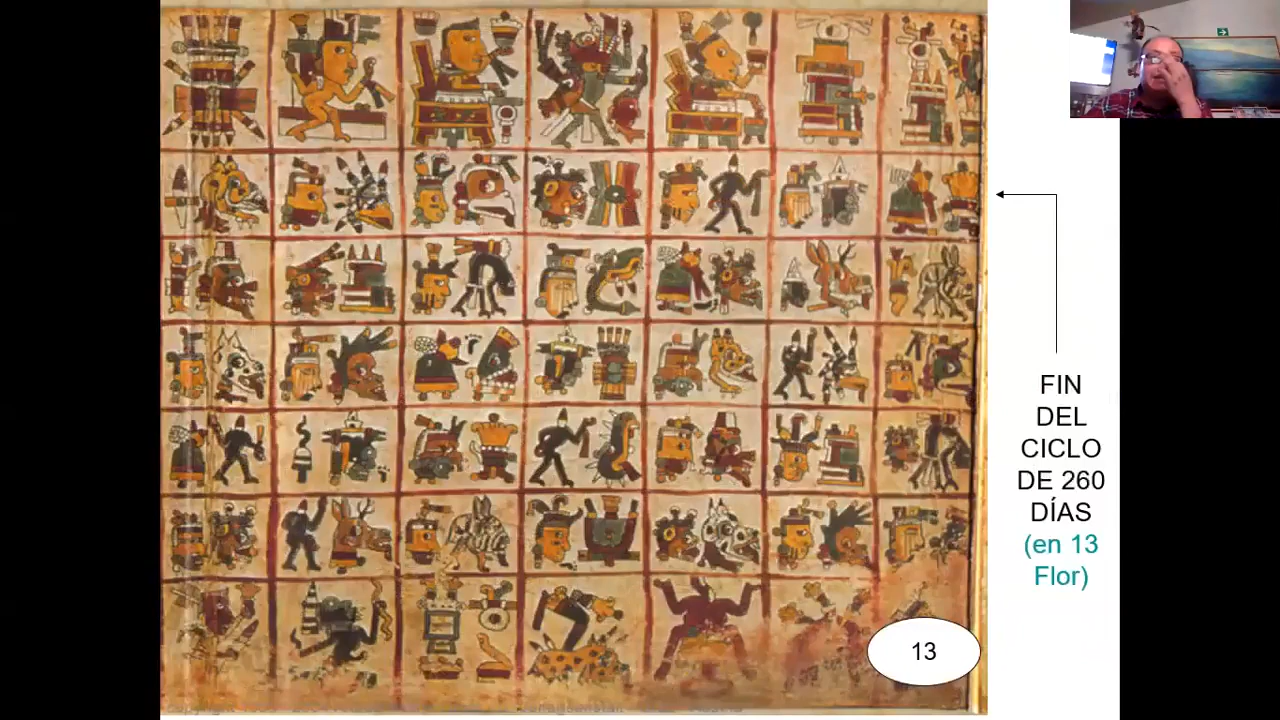 FIN
DEL
CICLO
DE 260
DÍAS
(en 13
Flor)
13